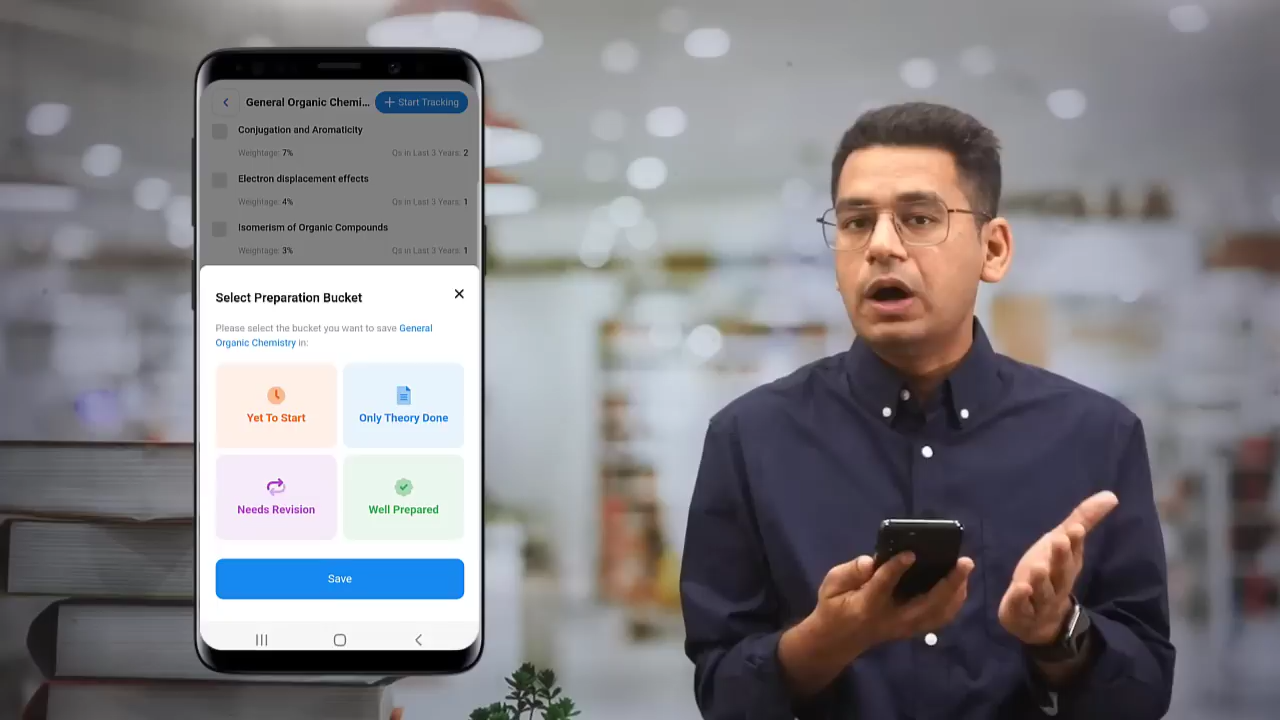 General Organic Chemi... + Start Tracking
Conjugation and Aromaticity
Weightage: 7% Qs in Last 3 Years: 2
Electron displacement effects
Weightage: 4% Qs in Last 3 Years: 1
Isomerism of Organic Compounds
Weightage: 3% Qs in Last 3 Years: 1
Select Preparation Bucket
Please select the bucket you want to save General
Organic Chemistry in:
Yet To Start Only Theory Done
Needs Revision Well Prepared
Save